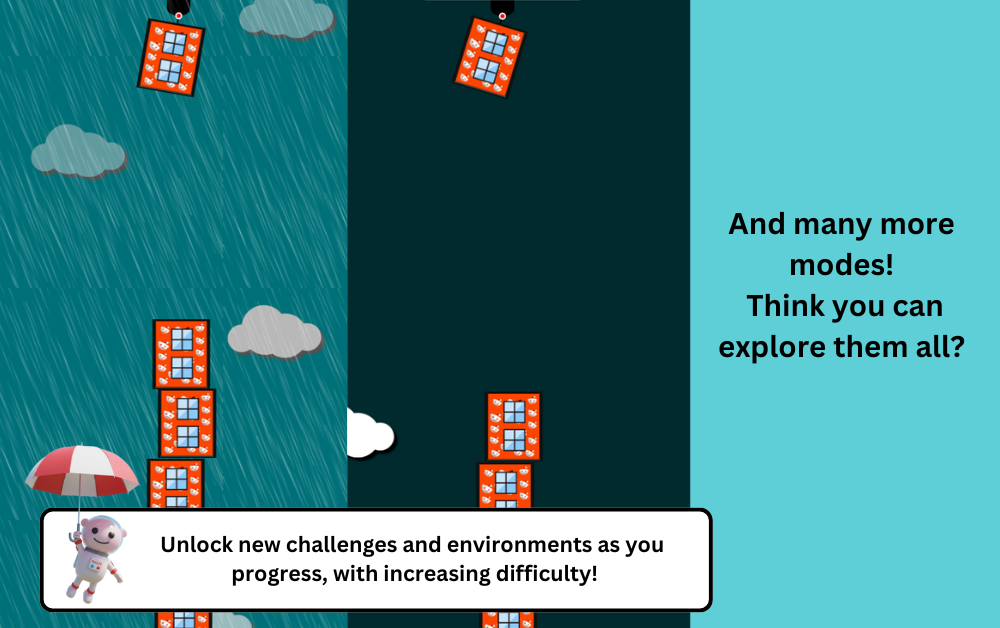 And many more
modes!
Think you can
explore them all?
Unlock new challenges and environments as you
progress, with increasing difficulty!